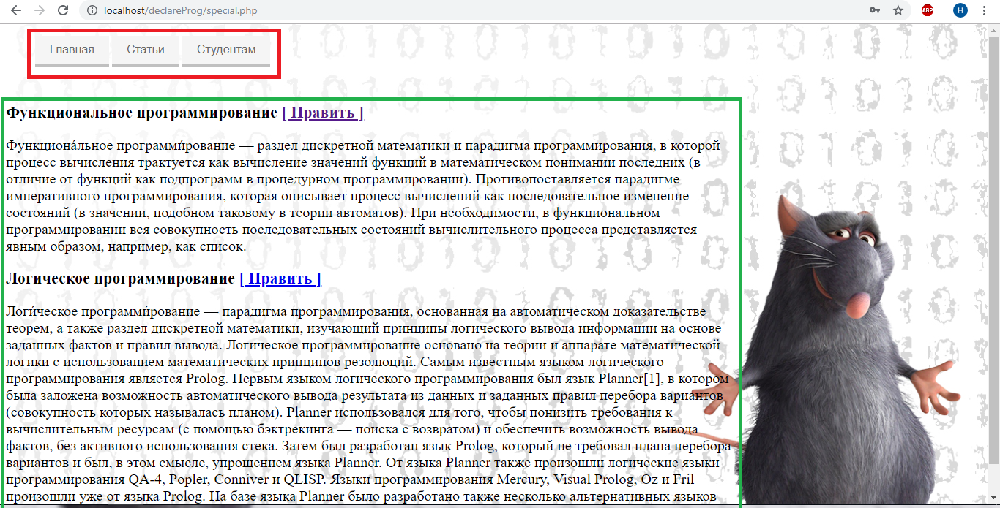 localhost/declareProg/special.php
ABP
H
Главная Статьи Студентам
Функциональное программирование [ Править ]
Функциона́льное программи́рование — раздел дискретной математики и парадигма программирования, в которой
процесс вычисления трактуется как вычисление значений функций в математическом понимании последних (в
отличие от функций как подпрограмм в процедурном программировании). Противопоставляется парадигме
императивного программирования, которая описывает процесс вычислений как последовательное изменение
состояний (в значении, подобном таковому в теории автоматов). При необходимости, в функциональном
программировании вся совокупность последовательных состояний вычислительного процесса представляется
явным образом, например, как список.
Логическое программирование [ Править ]
Логи́ческое программи́рование — парадигма программирования, основанная на автоматическом доказательстве
теорем, а также раздел дискретной математики, изучающий принципы логического вывода информации на основе
заданных фактов и правил вывода. Логическое программирование основано на теории и аппарате математической
логики с использованием математических принципов резолюций. Самым известным языком логического
программирования является Prolog. Первым языком логического программирования был язык Planner[1], в котором
была заложена возможность автоматического вывода результата из данных и заданных правил перебора вариантов
(совокупность которых называлась планом). Planner использовался для того, чтобы понизить требования к
вычислительным ресурсам (с помощью бэктрекинга — поиска с возвратом) и обеспечить возможность вывода
фактов, без активного использования стека. Затем был разработан язык Prolog, который не требовал плана перебора
вариантов и был, в этом смысле, упрощением языка Planner. От языка Planner также произошли логические языки
программирования QA-4, Popler, Conniver и QLISP. Языки программирования Mercury, Visual Prolog, Oz и Fril
произошли уже от языка Prolog. На базе языка Planner было разработано также несколько альтернативных языков